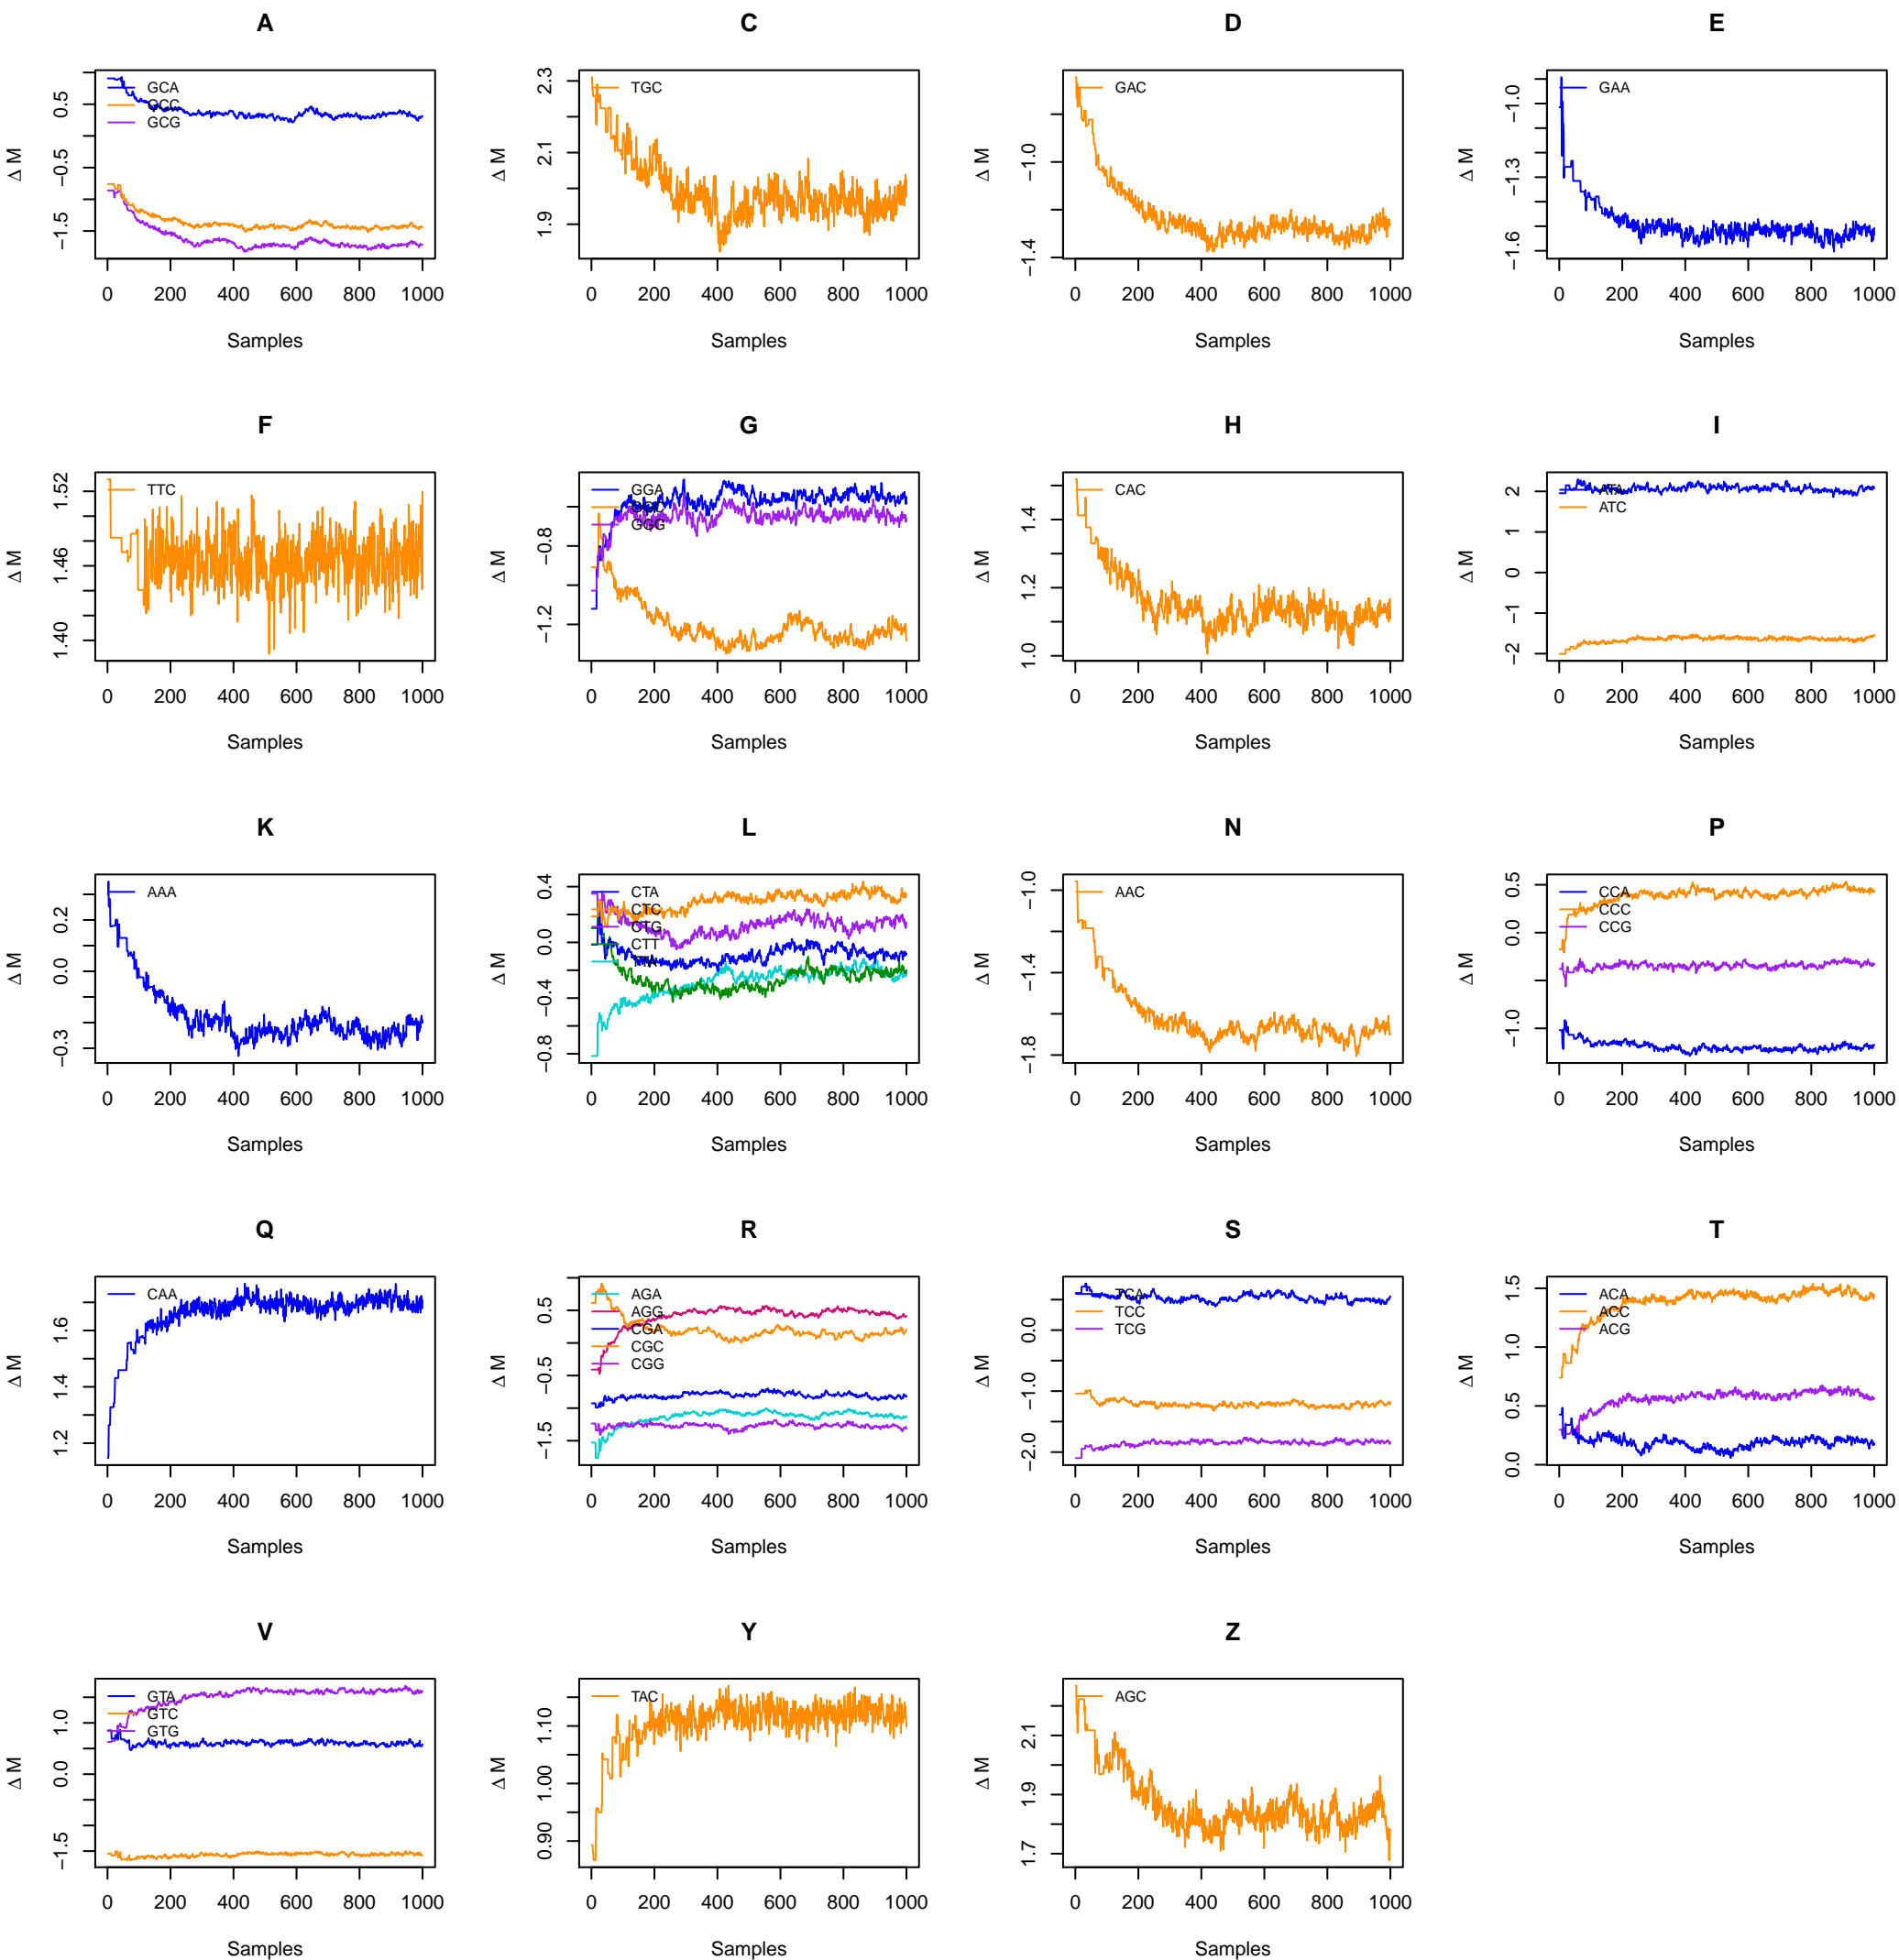 A
C
D
E
Δ M
0.5
−0.5
−1.5
GCA
GCC
GCG
0 200 400 600 800 1000
Samples
Δ M
2.3
2.1
1.9
TGC
0 200 400 600 800 1000
Samples
Δ M
−1.0
−1.4
GAC
0 200 400 600 800 1000
Samples
Δ M
−1.0
−1.3
−1.6
GAA
0 200 400 600 800 1000
Samples
F
G
H
I
Δ M
1.52
1.46
1.40
TTC
0 200 400 600 800 1000
Samples
Δ M
−0.8
−1.2
GGA
GGC
GGG
0 200 400 600 800 1000
Samples
Δ M
1.4
1.2
1.0
CAC
0 200 400 600 800 1000
Samples
Δ M
2
1
0
−1
−2
ATA
ATC
0 200 400 600 800 1000
Samples
K
L
N
P
Δ M
0.2
0.0
−0.3
AAA
0 200 400 600 800 1000
Samples
Δ M
0.4
0.0
−0.4
−0.8
CTA
CTC
CTG
CTT
TTA
0 200 400 600 800 1000
Samples
Δ M
−1.0
−1.4
−1.8
AAC
0 200 400 600 800 1000
Samples
Δ M
0.5
0.0
−1.0
CCA
CCC
CCG
0 200 400 600 800 1000
Samples
Q
R
S
T
Δ M
1.6
1.4
1.2
CAA
0 200 400 600 800 1000
Samples
Δ M
0.5
−0.5
−1.5
AGA
AGG
CGA
CGC
CGG
0 200 400 600 800 1000
Samples
Δ M
0.0
−1.0
−2.0
TCA
TCC
TCG
0 200 400 600 800 1000
Samples
Δ M
1.5
1.0
0.5
0.0
ACA
ACC
ACG
0 200 400 600 800 1000
Samples
V
Y
Z
Δ M
1.0
0.0
−1.5
GTA
GTC
GTG
0 200 400 600 800 1000
Samples
Δ M
1.10
1.00
0.90
TAC
0 200 400 600 800 1000
Samples
Δ M
2.1
1.9
1.7
AGC
0 200 400 600 800 1000
Samples